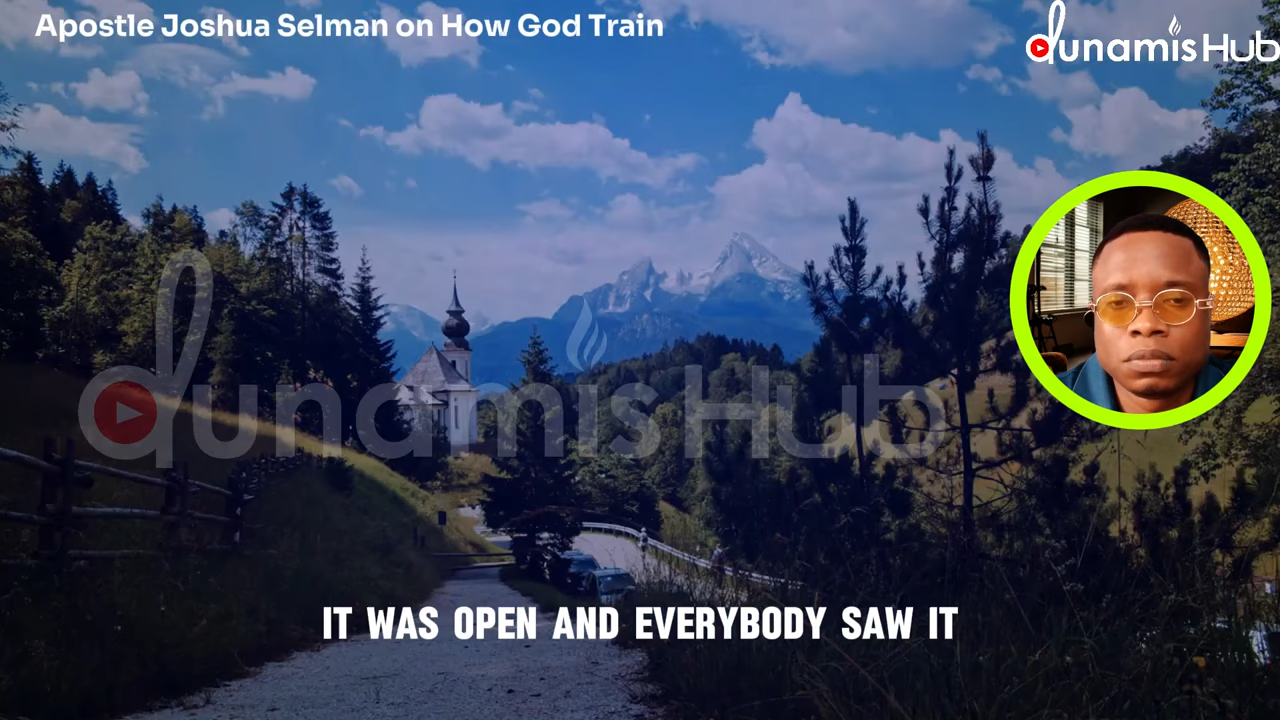 Apostle Joshua Selman on How God Train
dunamis Hub
dunamis Hub
IT WAS OPEN AND EVERYBODY SAW IT